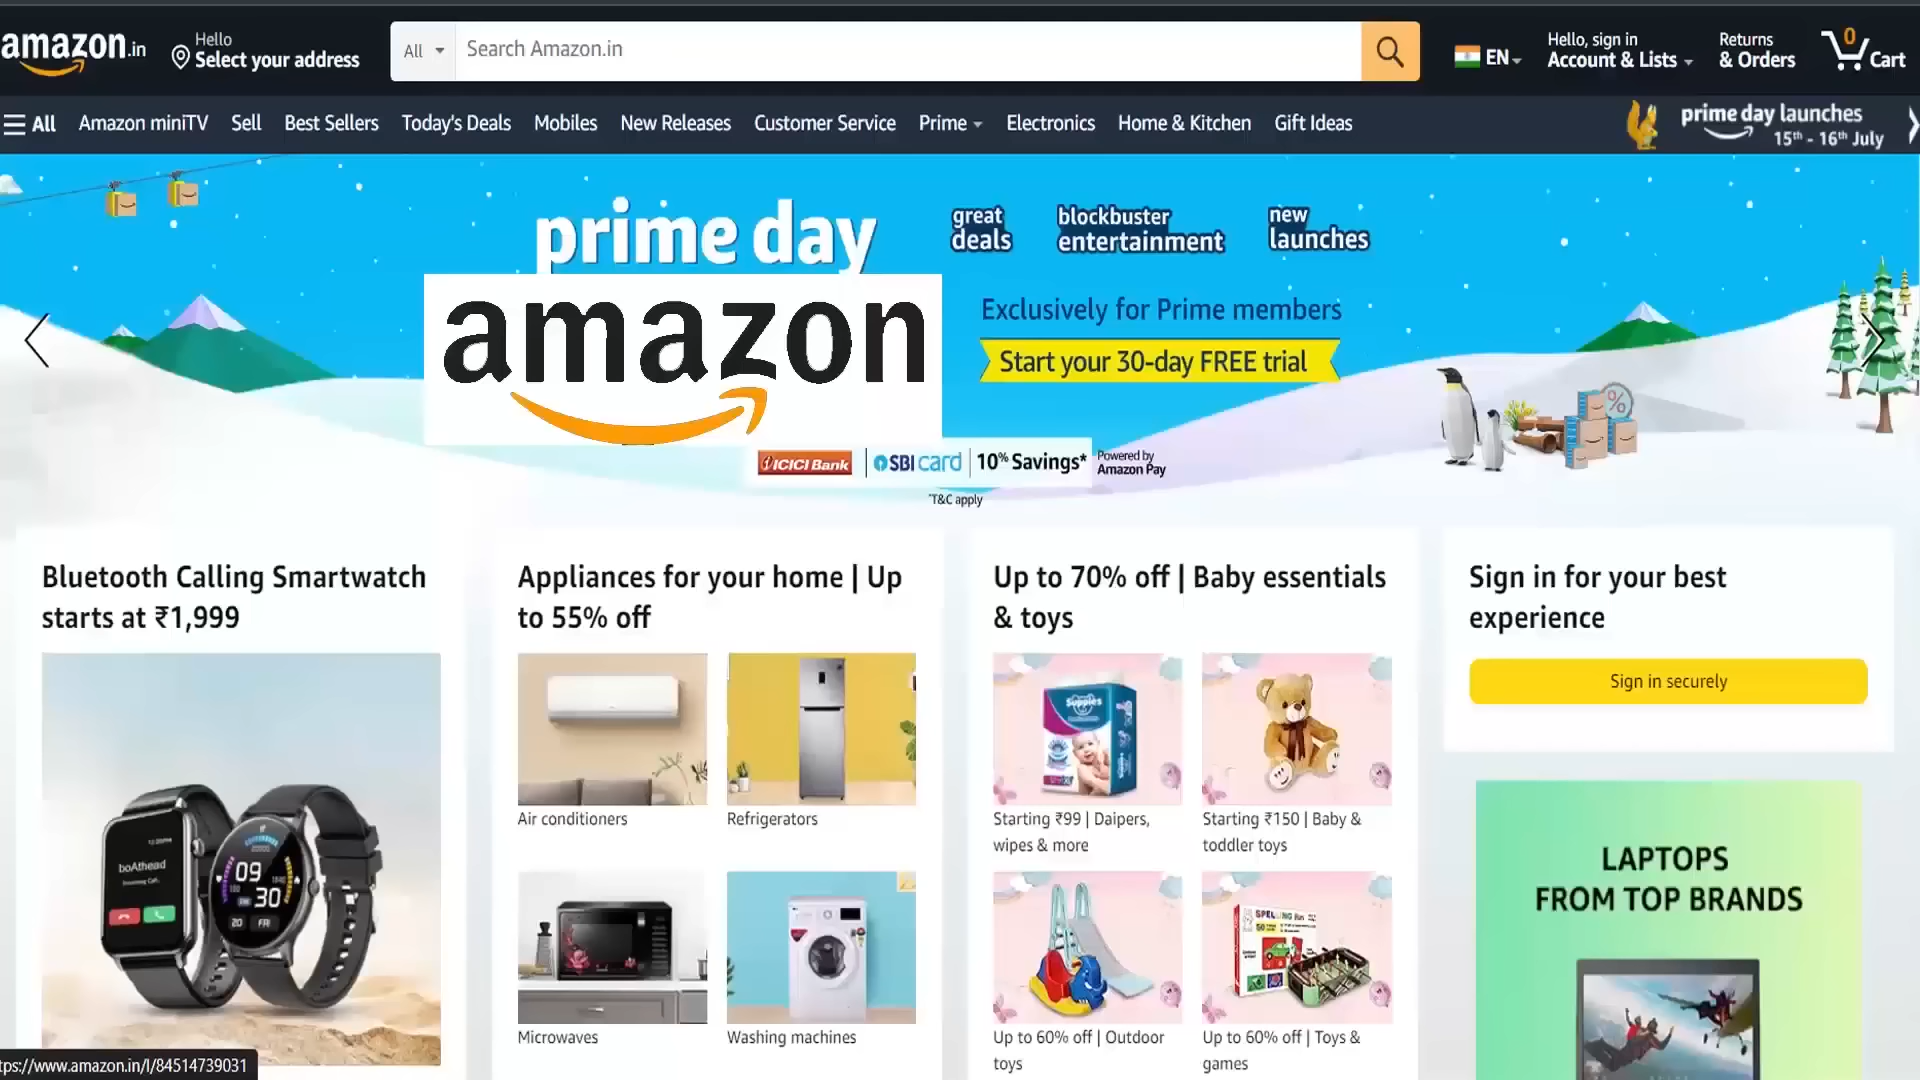 amazon.in
Hello
Select your address
All
Search Amazon.in
EN
Hello, sign in
Account & Lists
Returns
& Orders
0
Cart
All
Amazon miniTV
Sell
Best Sellers
Today's Deals
Mobiles
New Releases
Customer Service
Prime
Electronics
Home & Kitchen
Gift Ideas
prime day launches
15th - 16th July
prime day
great
deals
blockbuster
entertainment
new
launches
amazon
Exclusively for Prime members
Start your 30-day FREE trial
ICICI Bank
SBI card
10% Savings*
Powered by
Amazon Pay
*T&C apply
Bluetooth Calling Smartwatch
starts at ₹1,999
boAthead
09
30
20
FRI
Appliances for your home | Up
to 55% off
Air conditioners
Refrigerators
Microwaves
Washing machines
Up to 70% off | Baby essentials
& toys
Supples
Starting ₹99 | Daipers,
wipes & more
Starting ₹150 | Baby &
toddler toys
SPELLING
Up to 60% off | Outdoor
toys
Up to 60% off | Toys &
games
Sign in for your best
experience
Sign in securely
LAPTOPS
FROM TOP BRANDS
tps://www.amazon.in/l/84514739031